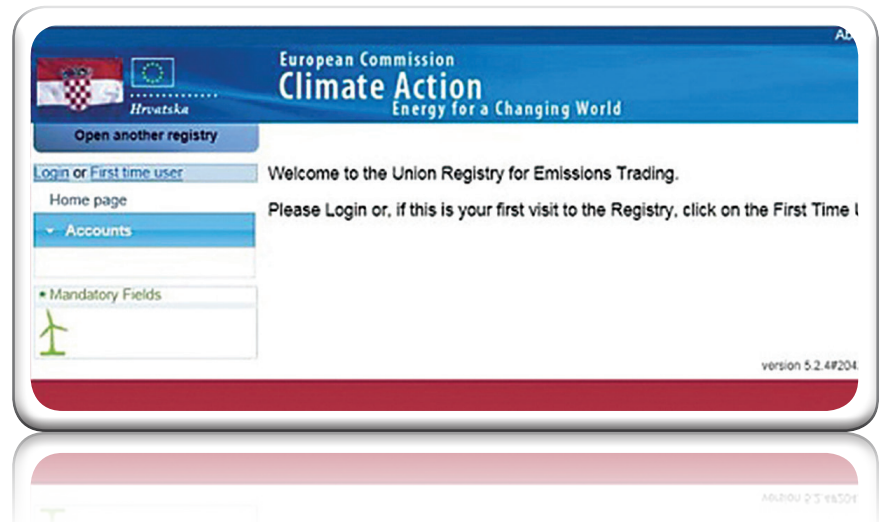 European Commission
Climate Action
Energy for a Changing World
Hrvatska
Open another registry
Login or First time user
Home page
Accounts
* Mandatory Fields
Welcome to the Union Registry for Emissions Trading.
Please Login or, if this is your first visit to the Registry, click on the First Time
version 5.2.4#204